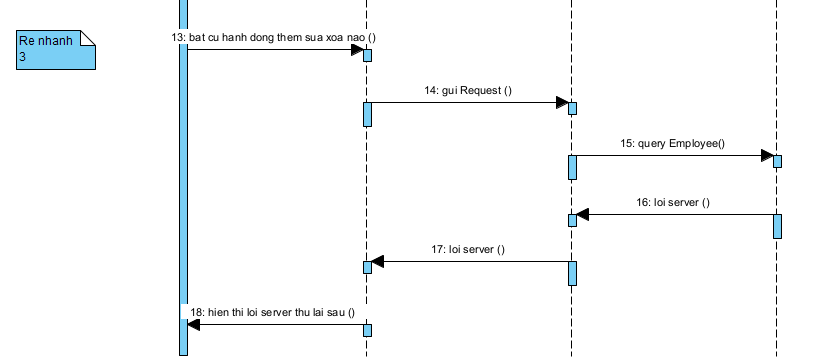 Re nhanh
3
13: bat cu hanh dong them sua xoa nao ()
14: gui Request ()
15: query Employee()
16: loi server ()
17: loi server ()
18: hien thi loi server thu lai sau ()